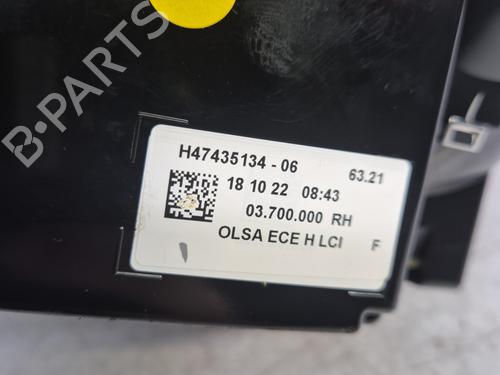 B-PARTS
H47435134 - 06
63.21
18 10 22 08:43
03.700.000 RH
OLSA ECE H LCI F